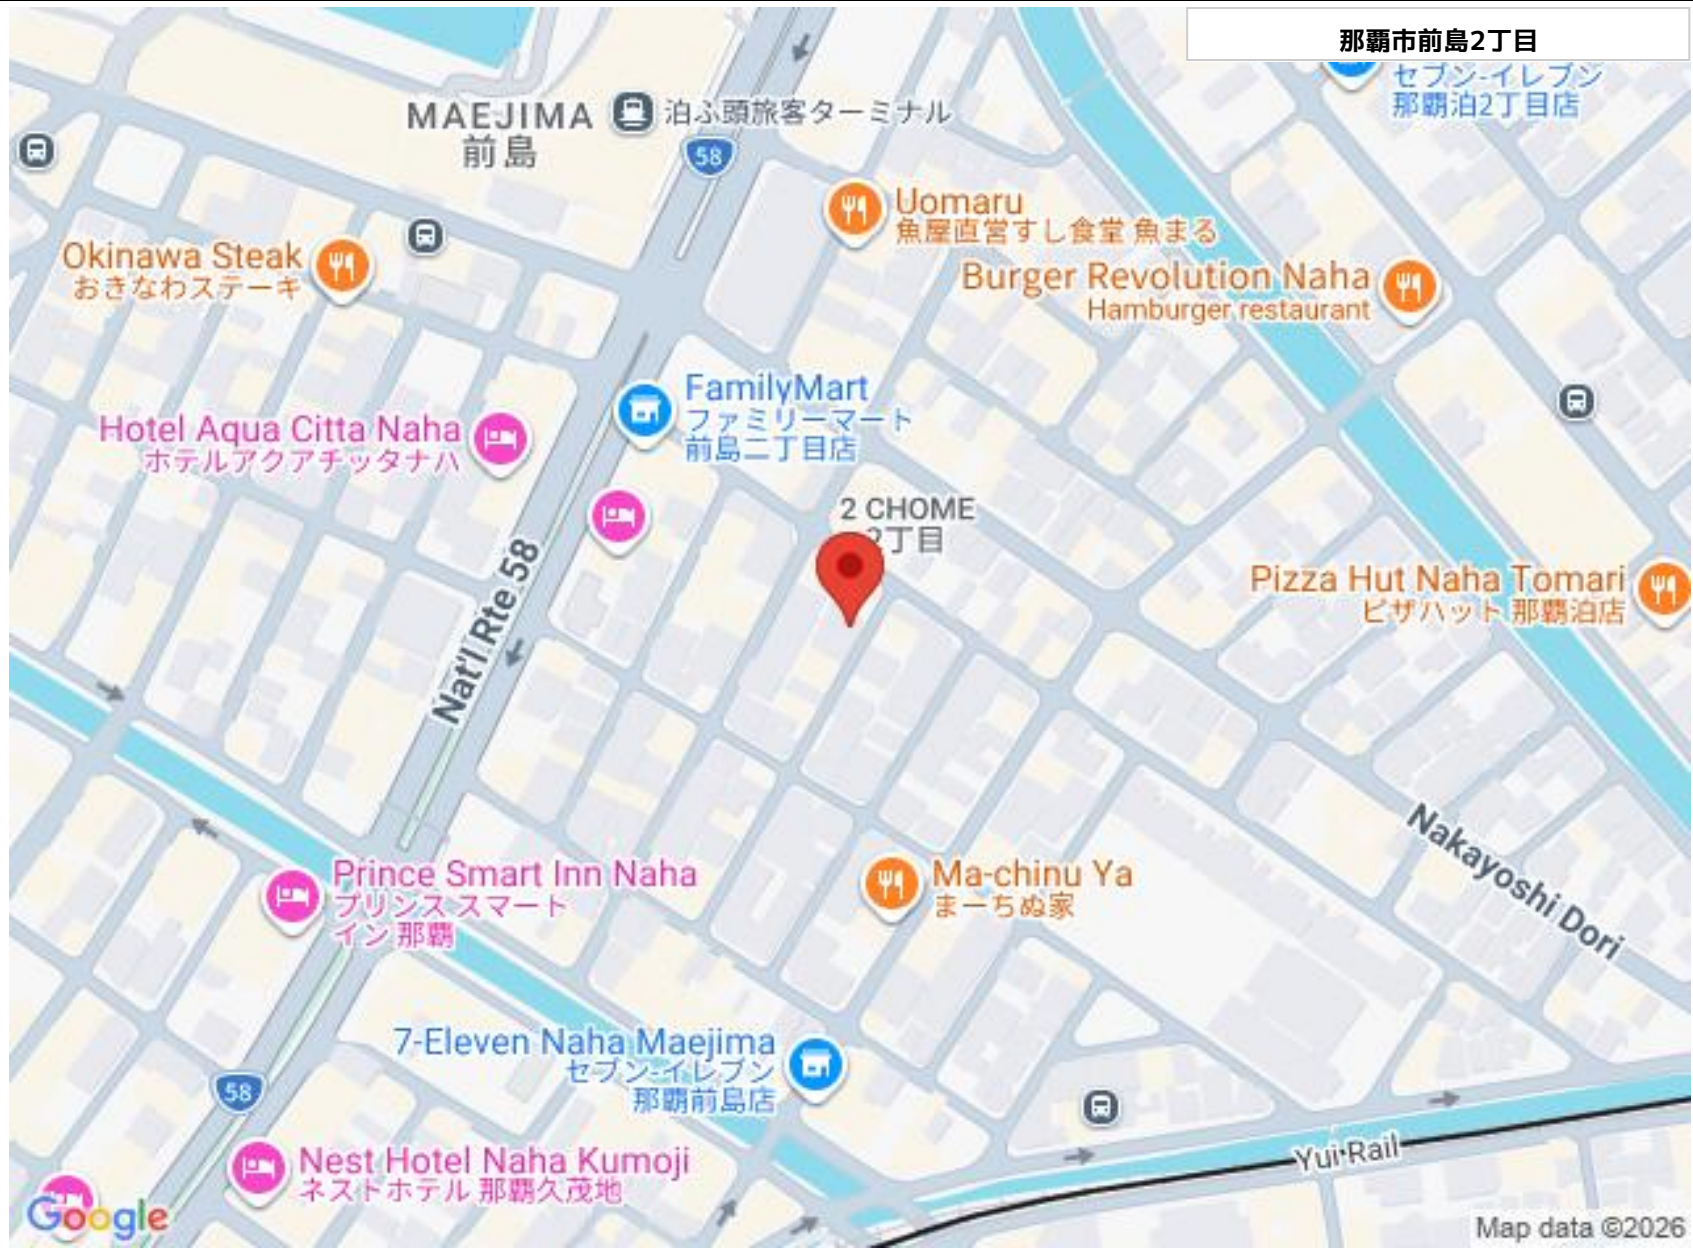 那覇市前島2丁目
セブン-イレブン
那覇泊2丁目店
MAEJIMA
前島
泊ふ頭旅客ターミナル
58
Uomaru
魚屋直営すし食堂 魚まる
Okinawa Steak
おきなわステーキ
Burger Revolution Naha
Hamburger restaurant
FamilyMart
ファミリーマート
前島二丁目店
Hotel Aqua Citta Naha
ホテルアクアチッタナハ
2 CHOME
2丁目
Nat'l Rte 58
Pizza Hut Naha Tomari
ピザハット 那覇泊店
Nakayoshi Dori
Prince Smart Inn Naha
プリンス スマート
イン 那覇
Ma-chinu Ya
まーちぬ家
7-Eleven Naha Maejima
セブン-イレブン
那覇前島店
58
Nest Hotel Naha Kumoji
ネストホテル 那覇久茂地
Yui Rail
Google
Map data ©2026